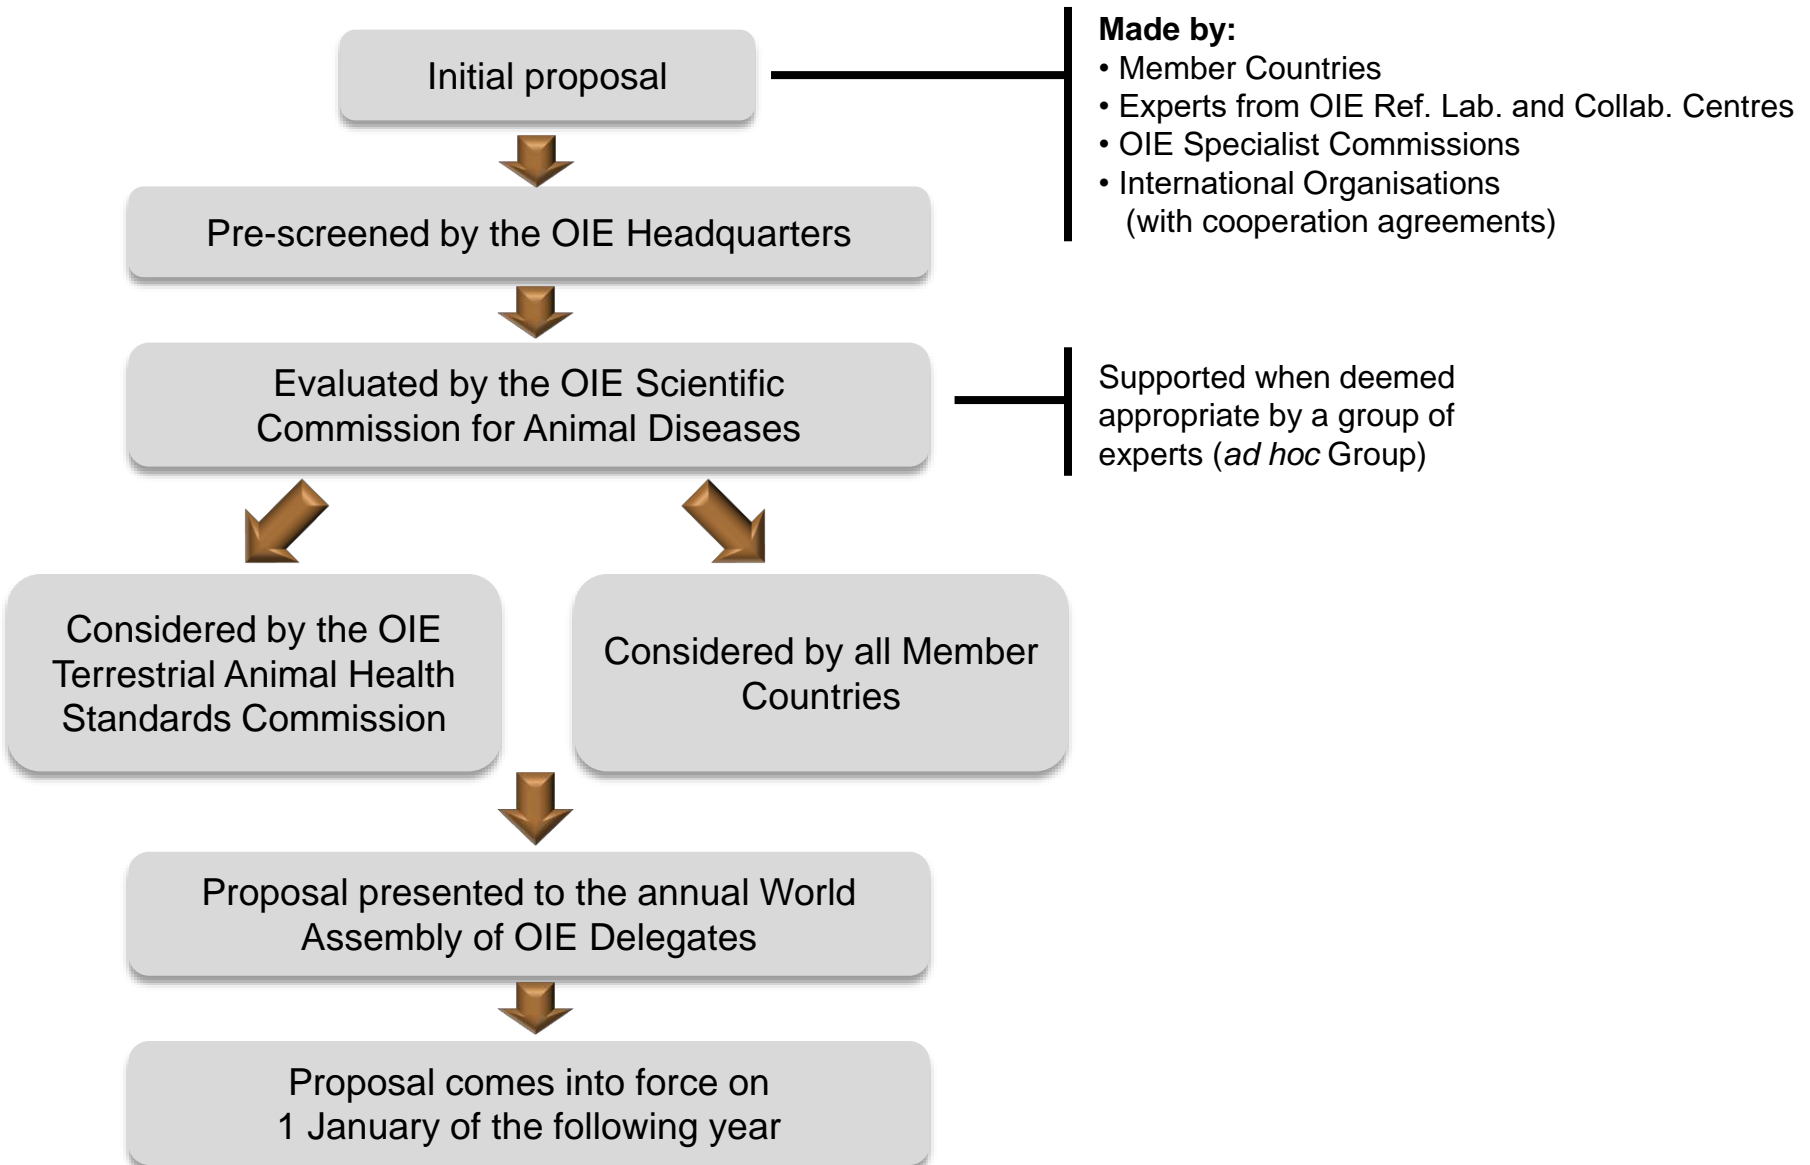 Initial proposal
Made by:
• Member Countries
• Experts from OIE Ref. Lab. and Collab. Centres
• OIE Specialist Commissions
• International Organisations
(with cooperation agreements)
Pre-screened by the OIE Headquarters
Evaluated by the OIE Scientific
Commission for Animal Diseases
Supported when deemed
appropriate by a group of
experts (ad hoc Group)
Considered by the OIE
Terrestrial Animal Health
Standards Commission
Considered by all Member
Countries
Proposal presented to the annual World
Assembly of OIE Delegates
Proposal comes into force on
1 January of the following year